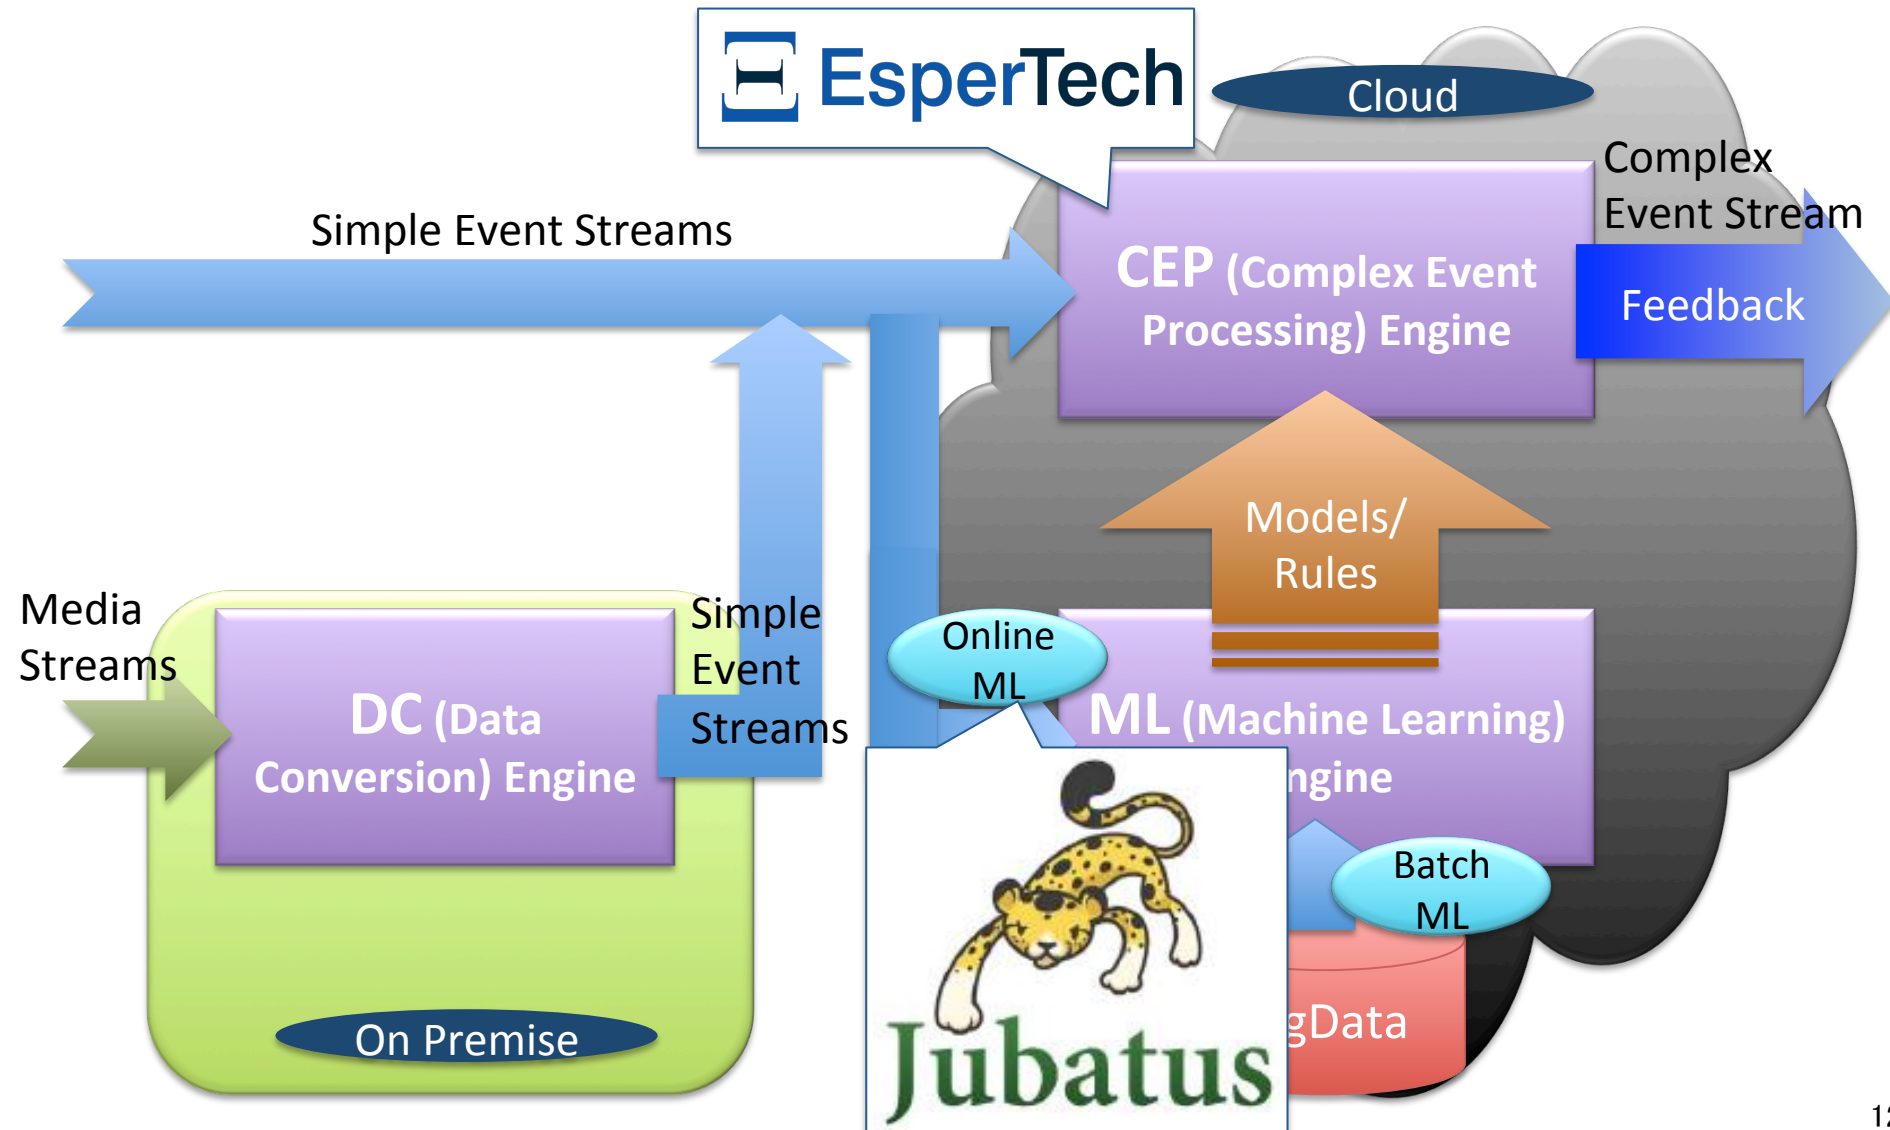 EsperTech
Cloud
Complex
Event Stream
Simple Event Streams
CEP (Complex Event
Processing) Engine
Feedback
Models/
Rules
Media
Streams
Simple
Event
Streams
Online
ML
DC (Data
Conversion) Engine
ML (Machine Learning)
ngine
Batch
ML
On Premise
gData
Jubatus
12